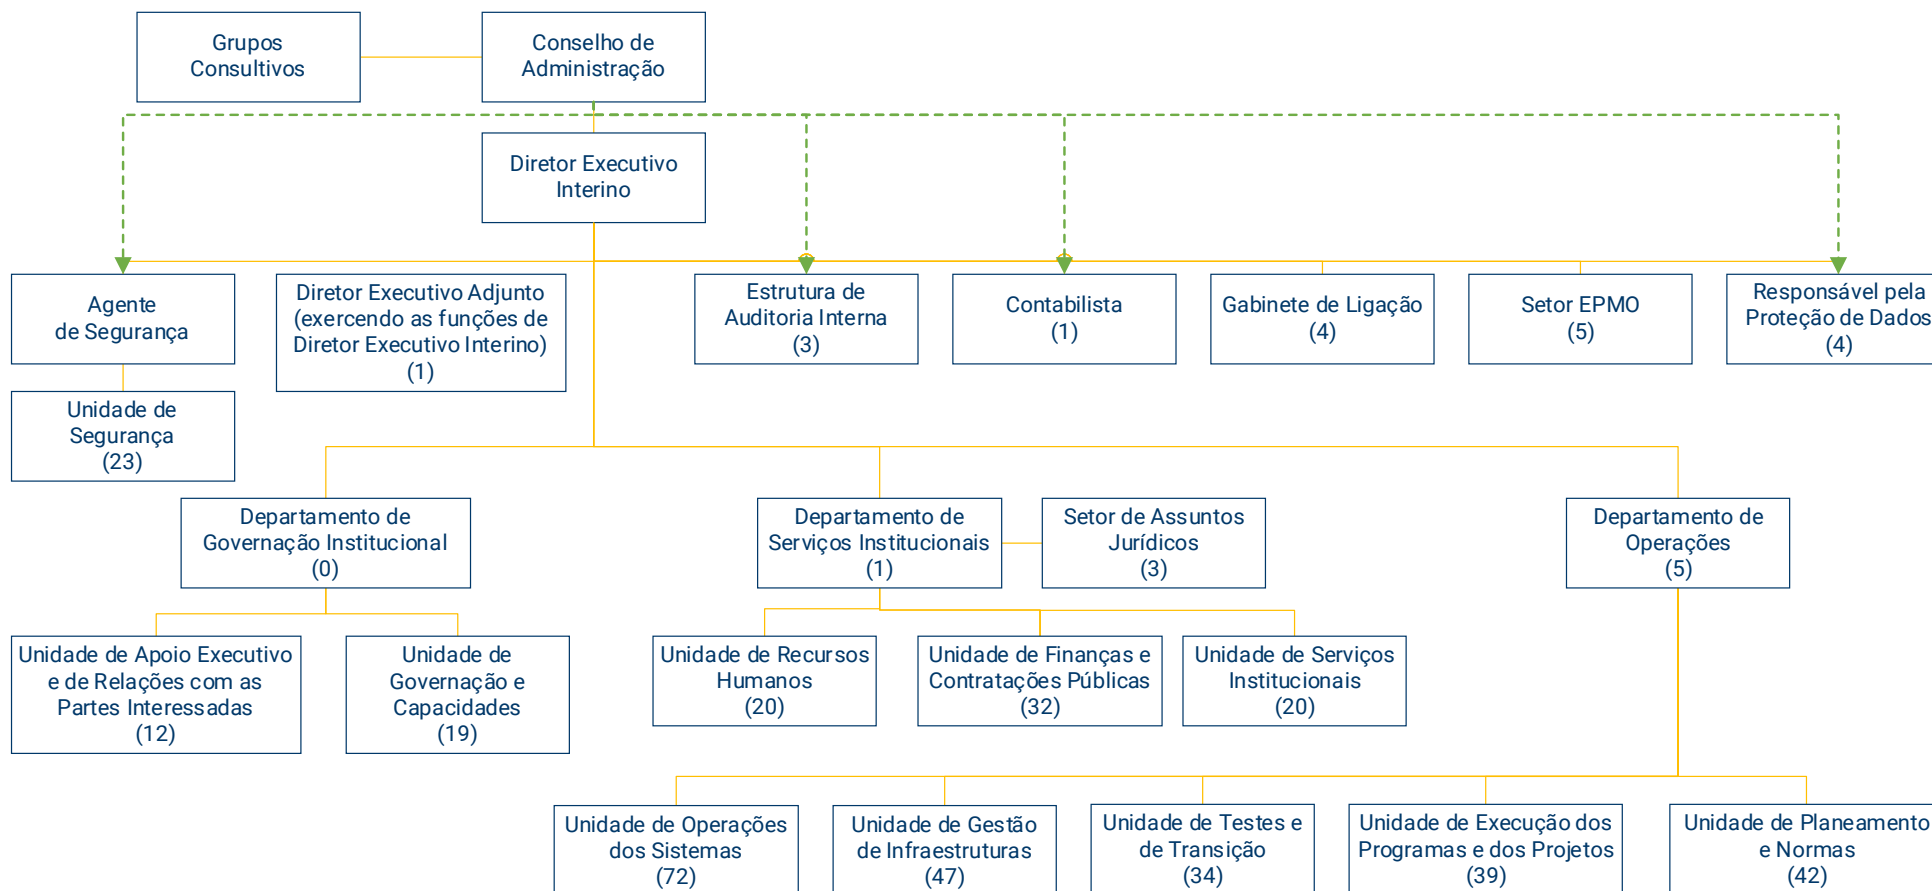 Grupos
Consultivos
Conselho de
Administração
Diretor Executivo
Interino
Agente
de Segurança
Diretor Executivo Adjunto
(exercendo as funções de
Diretor Executivo Interino)
(1)
Estrutura de
Auditoria Interna
(3)
Contabilista
(1)
Gabinete de Ligação
(4)
Setor EPMO
(5)
Responsável pela
Proteção de Dados
(4)
Unidade de
Segurança
(23)
Departamento de
Governação Institucional
(0)
Departamento de
Serviços Institucionais
(1)
Setor de Assuntos
Jurídicos
(3)
Departamento de
Operações
(5)
Unidade de Apoio Executivo
e de Relações com as
Partes Interessadas
(12)
Unidade de
Governação e
Capacidades
(19)
Unidade de Recursos
Humanos
(20)
Unidade de Finanças e
Contratações Públicas
(32)
Unidade de Serviços
Institucionais
(20)
Unidade de Operações
dos Sistemas
(72)
Unidade de Gestão
de Infraestruturas
(47)
Unidade de Testes e
de Transição
(34)
Unidade de Execução dos
Programas e dos Projetos
(39)
Unidade de Planeamento
e Normas
(42)